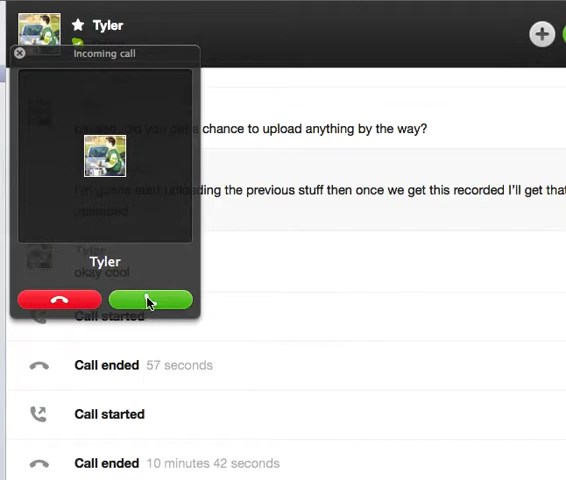 Tyler
Incoming call
chance to upload anything by the way?
the previous stuff then once we get this recorded I'll get that
Tyler
okay cool
Call started
Call ended 57 seconds
Call started
Call ended 10 minutes 42 seconds